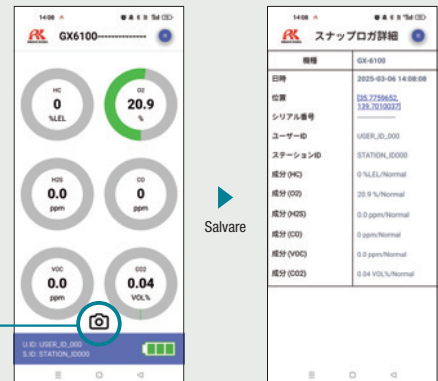 14:08
GX6100--------------
HC
0
%LEL
O2
20.9
%
H2S
0.0
ppm
CO
0
ppm
VOC
0.0
ppm
CO2
0.04
VOL%
U.ID: USER_ID_000
S.ID: STATION_ID000
Salvare
14:08
スナップロガ詳細
機種 GX-6100
日時 2025-03-06 14:08:08
位置 [35.7759652,
139.7010037]
シリアル番号 --------------
ユーザーID USER_ID_000
ステーションID STATION_ID000
成分 (HC) 0 %LEL/Normal
成分 (O2) 20.9 %/Normal
成分 (H2S) 0.0 ppm/Normal
成分 (CO) 0 ppm/Normal
成分 (VOC) 0.0 ppm/Normal
成分 (CO2) 0.04 VOL%/Normal